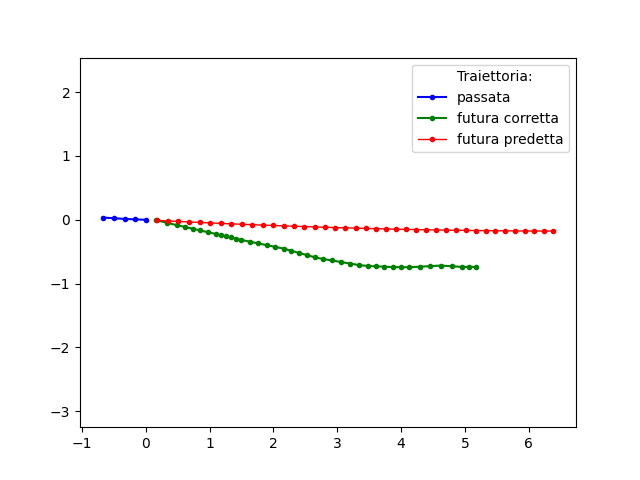 Traiettoria:
passata
futura corretta
futura predetta
2
1
0
−1
−2
−3
−1 0 1 2 3 4 5 6